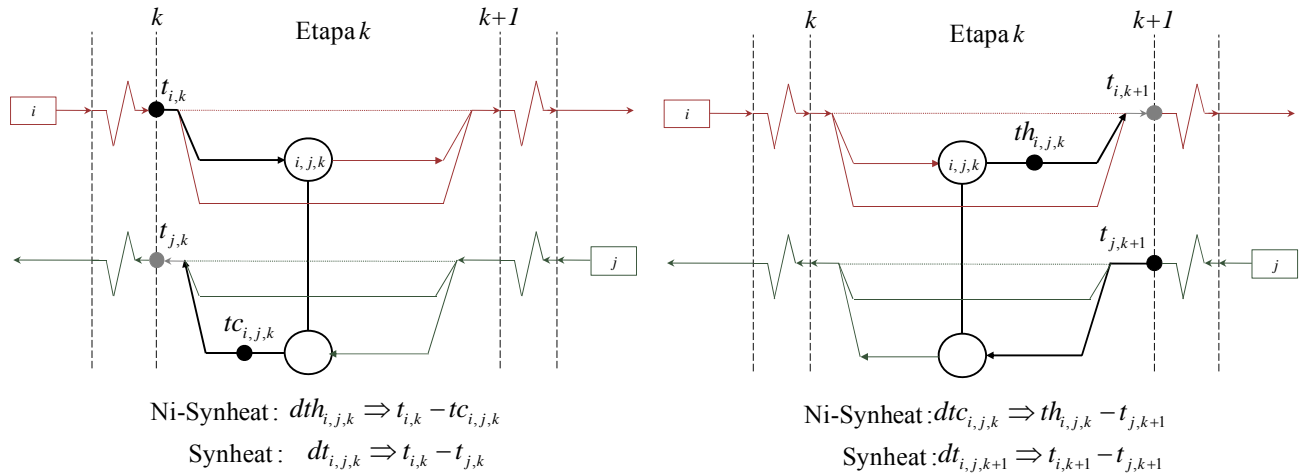 k k+1
Etapa k
i t_{i,k}
i,j,k
t_{j,k}
j
tc_{i,j,k}
Ni-Synheat: dth_{i,j,k} ⇒ t_{i,k} − tc_{i,j,k}
Synheat: dt_{i,j,k} ⇒ t_{i,k} − t_{j,k}
k k+1
Etapa k
i t_{i,k+1}
i,j,k th_{i,j,k}
t_{j,k+1}
j
Ni-Synheat: dtc_{i,j,k} ⇒ th_{i,j,k} − t_{j,k+1}
Synheat: dt_{i,j,k+1} ⇒ t_{i,k+1} − t_{j,k+1}